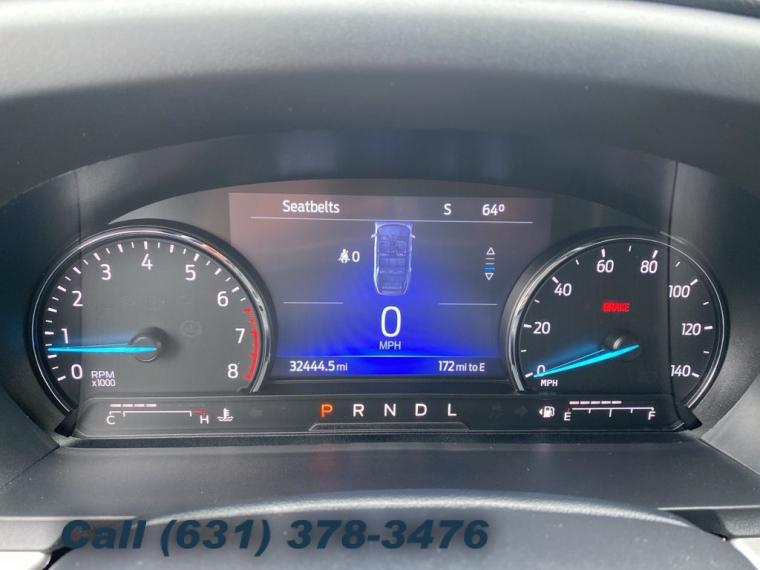 Seatbelts S 64°
0
0
MPH
32444.5 mi 172 mi to E
0 1 2 3 4 5 6 7 8
RPM
x1000
0 20 40 60 80 100 120 140
BRAKE
MPH
C H P R N D L E F
Call (631) 378-3476